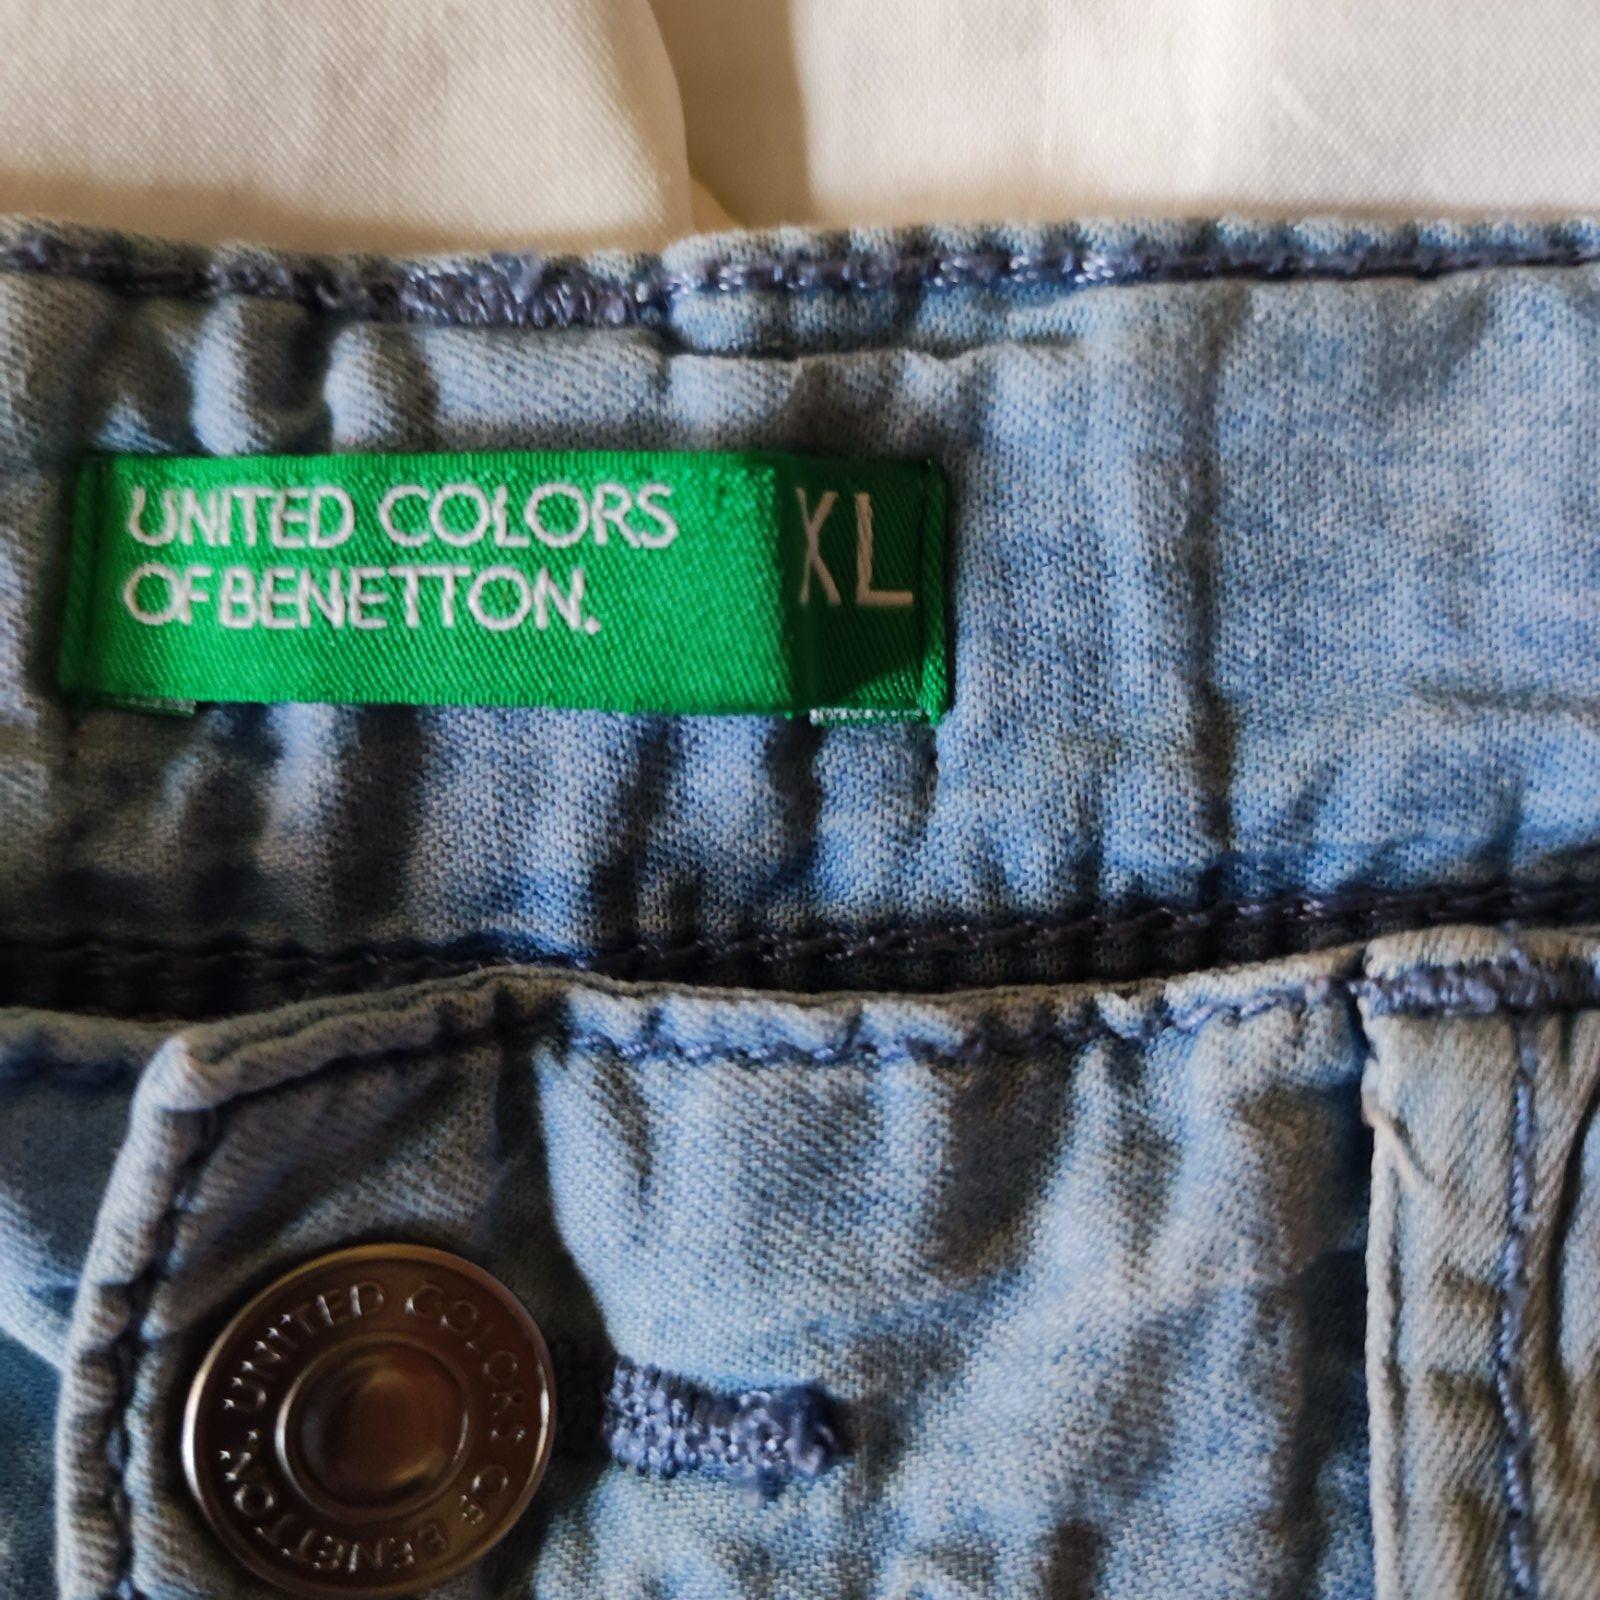 UNITED COLORS
OF BENETTON.
XL
UNITED COLORS OF BENETTON.